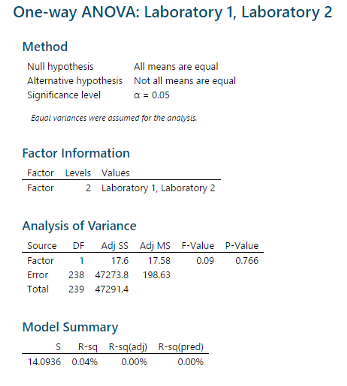 One-way ANOVA: Laboratory 1, Laboratory 2
Method
Null hypothesis All means are equal
Alternative hypothesis Not all means are equal
Significance level α = 0.05
Equal variances were assumed for the analysis.
Factor Information
Factor Levels Values
Factor 2 Laboratory 1, Laboratory 2
Analysis of Variance
Source DF Adj SS Adj MS F-Value P-Value
Factor 1 17.6 17.58 0.09 0.766
Error 238 47273.8 198.63
Total 239 47291.4
Model Summary
S R-sq R-sq(adj) R-sq(pred)
14.0936 0.04% 0.00% 0.00%